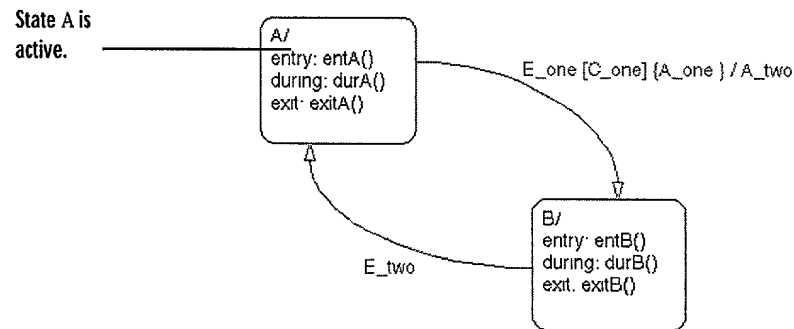 State A is
active.
A/
entry: entA()
during: durA()
exit· exitA()
E_one [C_one] {A_one } / A_two
B/
entry· entB()
during: durB()
exit. exitB()
E_two